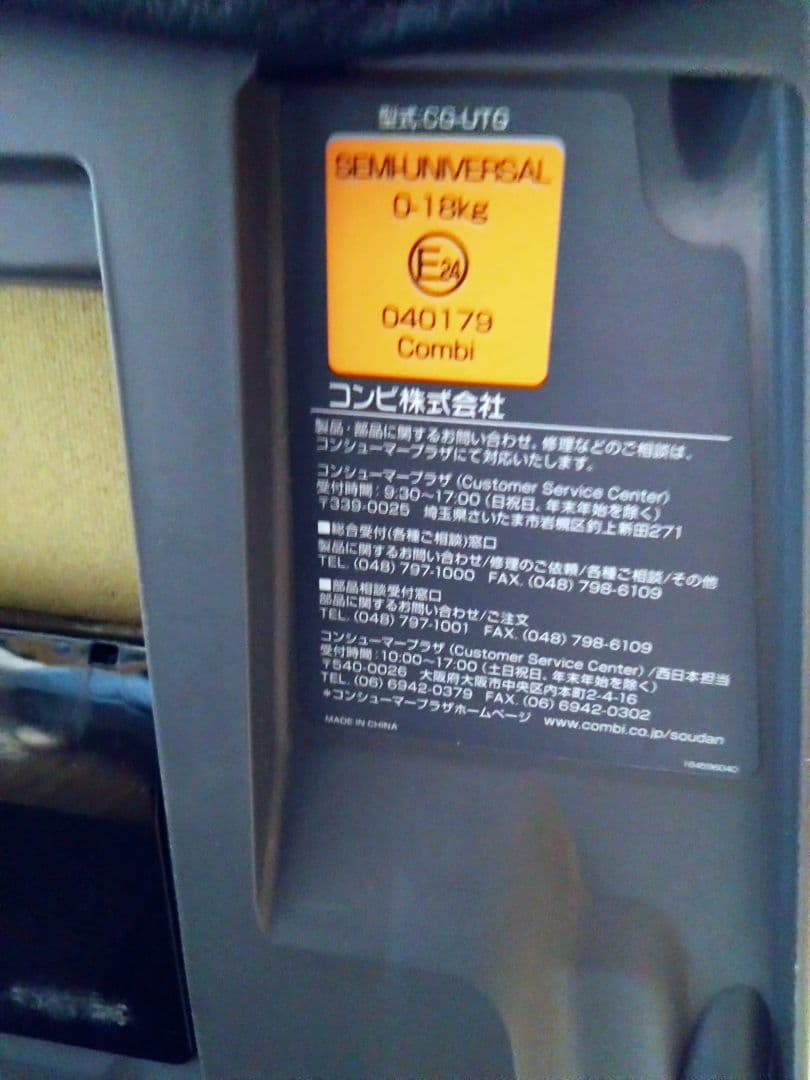 型式 CG-UTG
SEMI-UNIVERSAL
0-18kg
E24
040179
Combi
コンビ株式会社
製品・部品に関するお問い合わせ、修理などのご相談は、
コンシューマープラザにて対応いたします。
コンシューマープラザ (Customer Service Center)
受付時間：9:30～17:00 (日祝日、年末年始を除く)
〒339-0025 埼玉県さいたま市岩槻区釣上新田271
■総合受付(各種ご相談)窓口
製品に関するお問い合わせ/修理のご依頼/各種ご相談/その他
TEL. (048) 797-1000 FAX. (048) 798-6109
■部品相談受付窓口
部品に関するお問い合わせ/ご注文
TEL. (048) 797-1001 FAX. (048) 798-6109
コンシューマープラザ (Customer Service Center) /西日本担当
受付時間：10:00～17:00 (土日祝日、年末年始を除く)
〒540-0026 大阪府大阪市中央区内本町2-4-16
TEL. (06) 6942-0379 FAX. (06) 6942-0302
*コンシューマープラザホームページ www.combi.co.jp/soudan
MADE IN CHINA